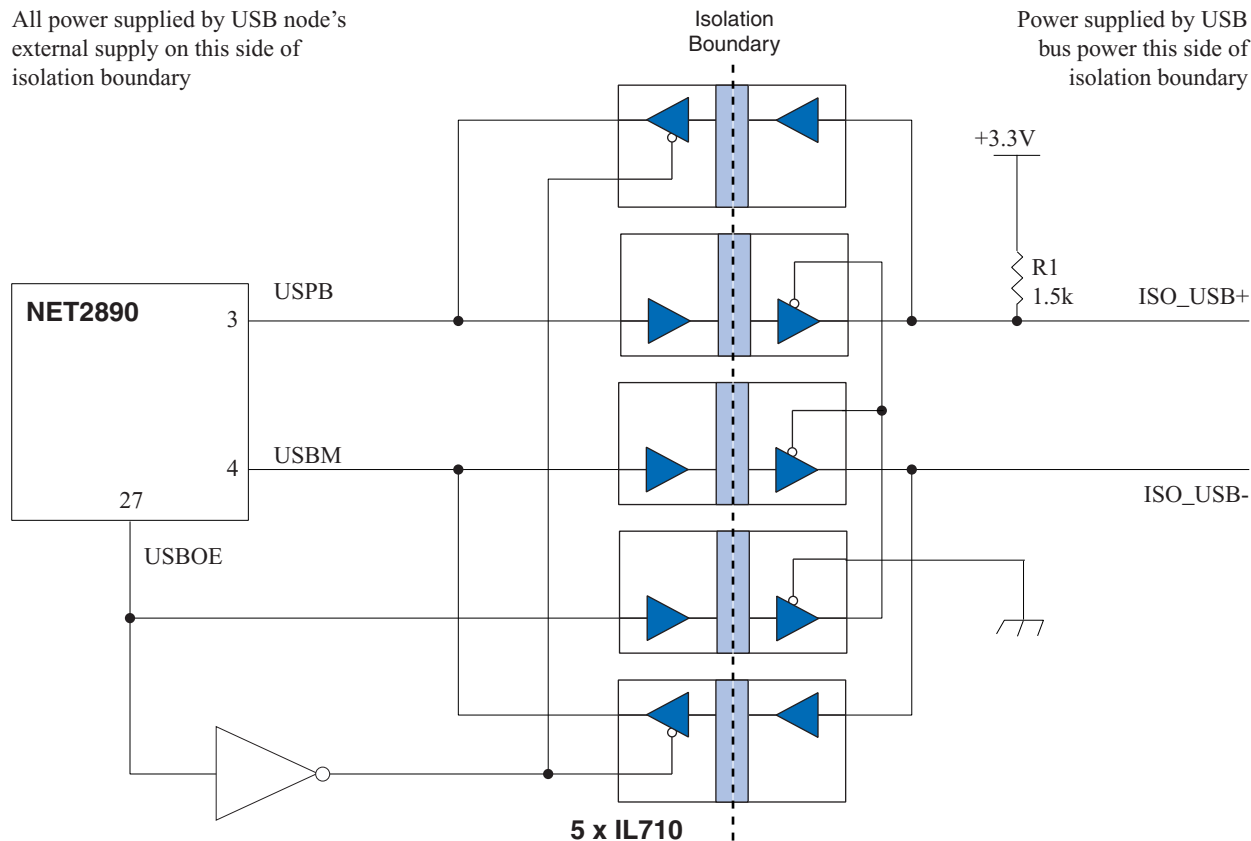 All power supplied by USB node’s
external supply on this side of
isolation boundary
Isolation
Boundary
Power supplied by USB
bus power this side of
isolation boundary
+3.3V
R1
1.5k
NET2890
USPB
3
ISO_USB+
USBM
4
ISO_USB-
27
USBOE
5 x IL710